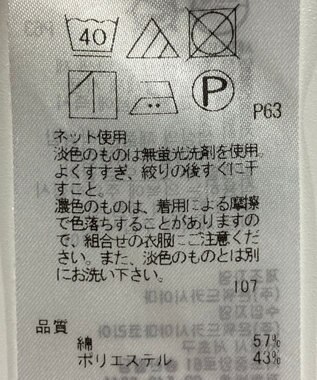 40
P
P63
ネット使用
淡色のものは無蛍光洗剤を使用。
よくすすぎ、絞りの後すぐに干
すこと。
濃色のものは、着用による摩擦
で色落ちすることがありますの
で、組合せの衣服にご注意くだ
さい。また、淡色のものとは別
にお洗い下さい。
107
品質
綿 57%
ポリエステル 43%